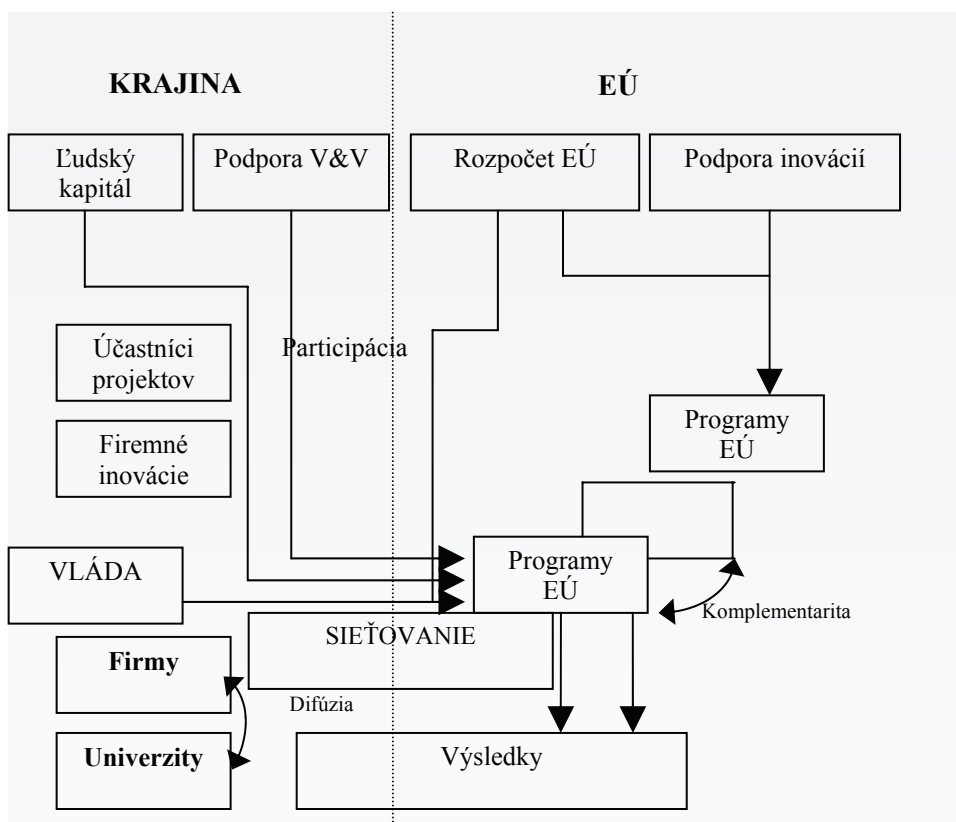 KRAJINA
EÚ
Ľudský
kapitál
Podpora V&V
Rozpočet EÚ
Podpora inovácií
Účastníci
projektov
Participácia
Firemné
inovácie
Programy
EÚ
VLÁDA
Programy
EÚ
Komplementarita
SIEŤOVANIE
Firmy
Difúzia
Univerzity
Výsledky